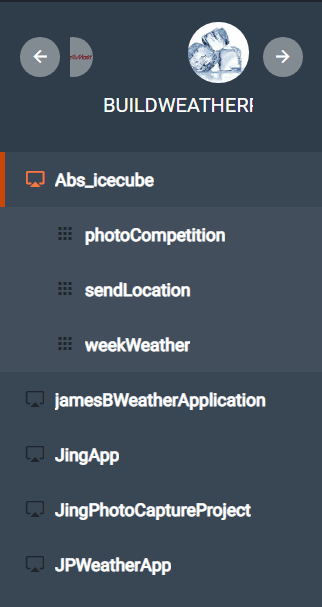 BUILDWEATHER
Abs_icecube
photoCompetition
sendLocation
weekWeather
jamesBWeatherApplication
JingApp
JingPhotoCaptureProject
JPWeatherApp